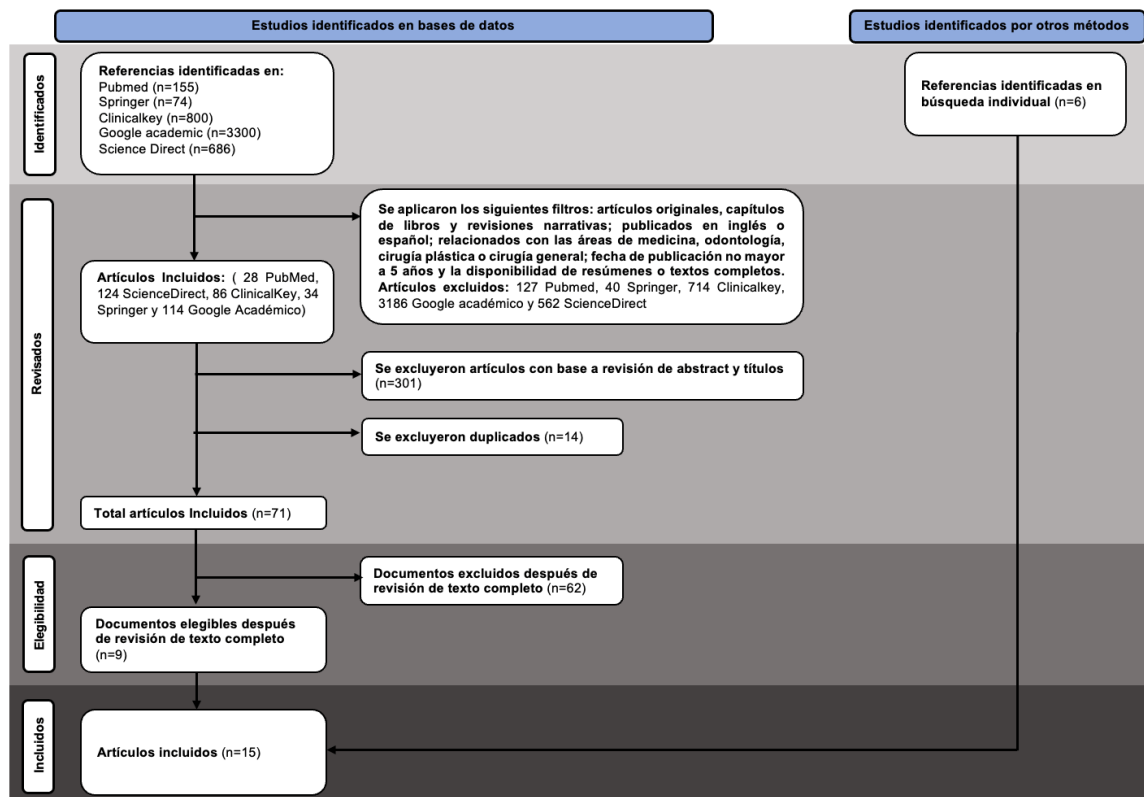 Estudios identificados en bases de datos
Estudios identificados por otros métodos
Identificados
Referencias identificadas en:
Pubmed (n=155)
Springer (n=74)
Clinicalkey (n=800)
Google academic (n=3300)
Science Direct (n=686)
Referencias identificadas en
búsqueda individual (n=6)
Revisados
Se aplicaron los siguientes filtros: artículos originales, capítulos
de libros y revisiones narrativas; publicados en inglés o
español; relacionados con las áreas de medicina, odontología,
cirugía plástica o cirugía general; fecha de publicación no mayor
a 5 años y la disponibilidad de resúmenes o textos completos.
Artículos excluidos: 127 Pubmed, 40 Springer, 714 Clinicalkey,
3186 Google académico y 562 ScienceDirect
Artículos Incluidos: ( 28 PubMed,
124 ScienceDirect, 86 ClinicalKey, 34
Springer y 114 Google Académico)
Se excluyeron artículos con base a revisión de abstract y títulos
(n=301)
Se excluyeron duplicados (n=14)
Total artículos Incluidos (n=71)
Elegibilidad
Documentos excluidos después de
revisión de texto completo (n=62)
Documentos elegibles después
de revisión de texto completo
(n=9)
Incluidos
Artículos incluidos (n=15)